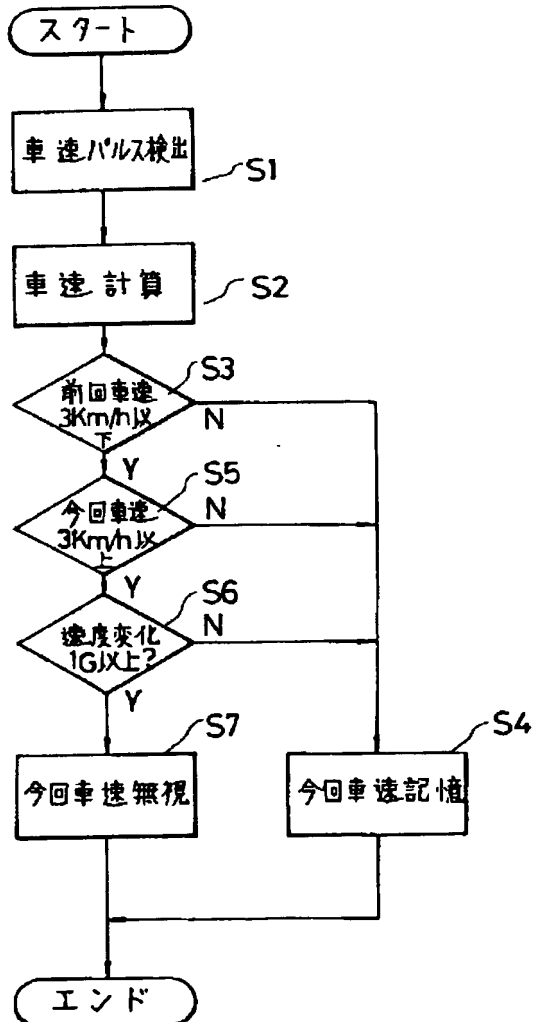 スタート
車速パルス検出
S1
車速計算
S2
S3
前回車速
3Km/h以
下
N
Y
S5
今回車速
3Km/h以
上
N
Y
S6
速度変化
1G以上?
N
Y
S7
今回車速無視
S4
今回車速記憶
エンド